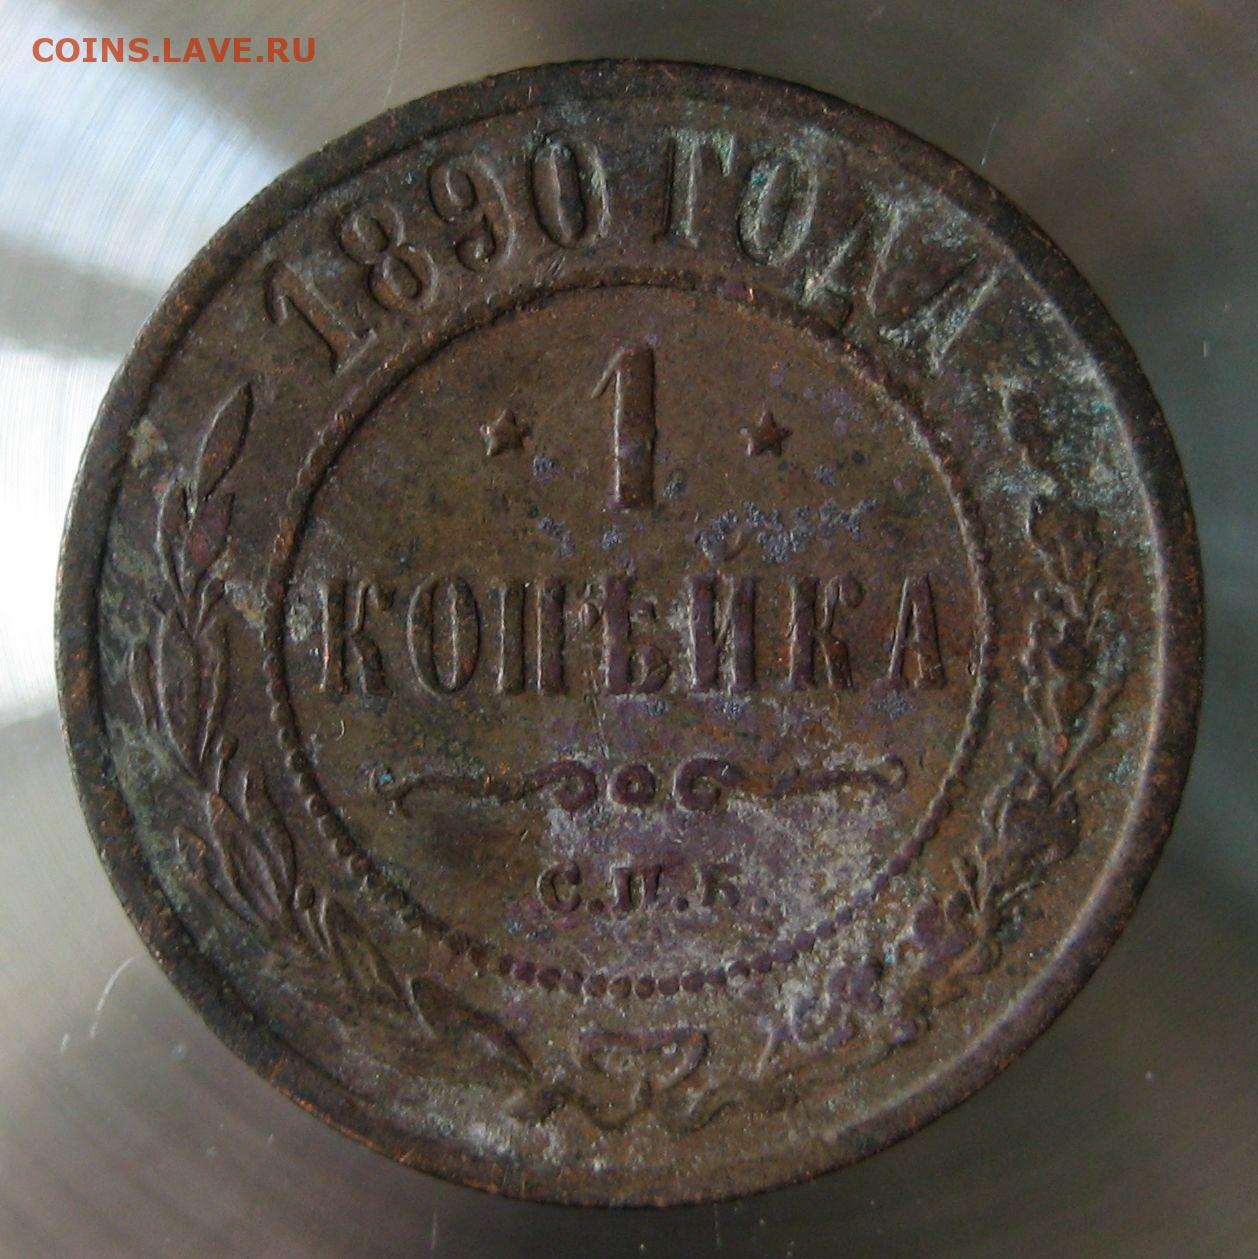 COINS.LAVE.RU
1890 ГОДА
1
КОПѢЙКА
С.П.Б.